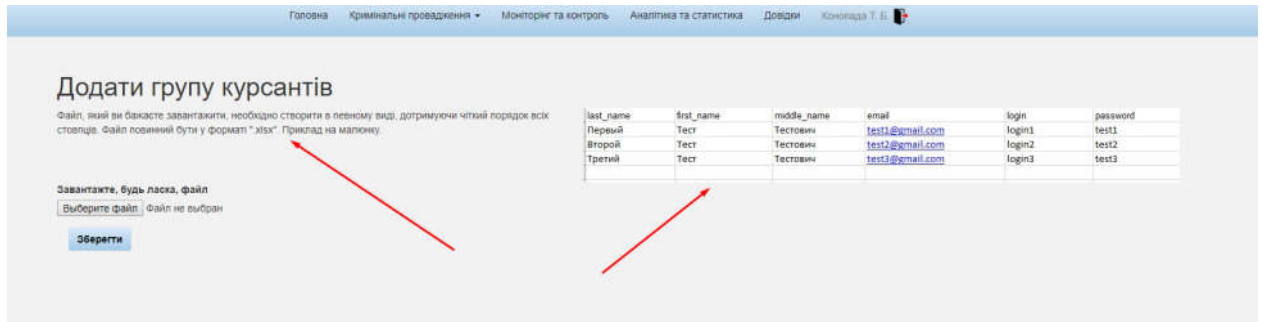 Головна Кримінальні провадження Моніторінг та контроль Аналітика та статистика Довідки Конопада Т. Б.
Додати групу курсантів
Файл, який ви бажаєте завантажити, необхідно створити в певному виді, дотримуючи чіткий порядок всіх
стовпців. Файл повинний бути у форматі ".xlsx". Приклад на малюнку.
last_name first_name middle_name email login password
Первый Тест Тестович test1@gmail.com login1 test1
Второй Тест Тестович test2@gmail.com login2 test2
Третий Тест Тестович test3@gmail.com login3 test3
Завантажте, будь ласка, файл
Выберите файл Файл не выбран
Зберегти